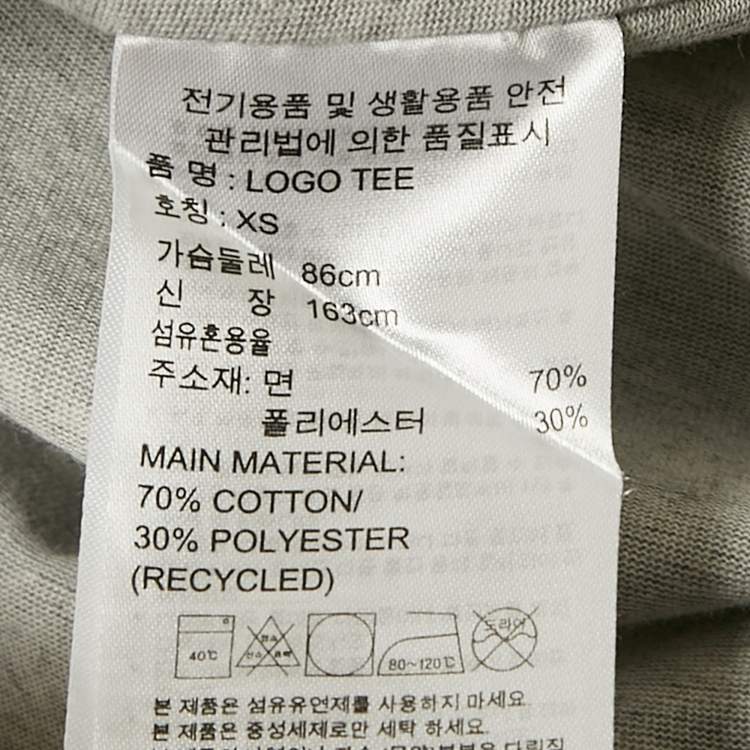 전기용품 및 생활용품 안전
관리법에 의한 품질표시
품 명 : LOGO TEE
호칭 : XS
가슴둘레 86cm
신 장 163cm
섬유혼용율
주소재: 면 70%
폴리에스터 30%
MAIN MATERIAL:
70% COTTON/
30% POLYESTER
(RECYCLED)
40℃ 80~120℃ 드라이
본 제품은 섬유유연제를 사용하지 마세요.
본 제품은 중성세제로만 세탁 하세요.